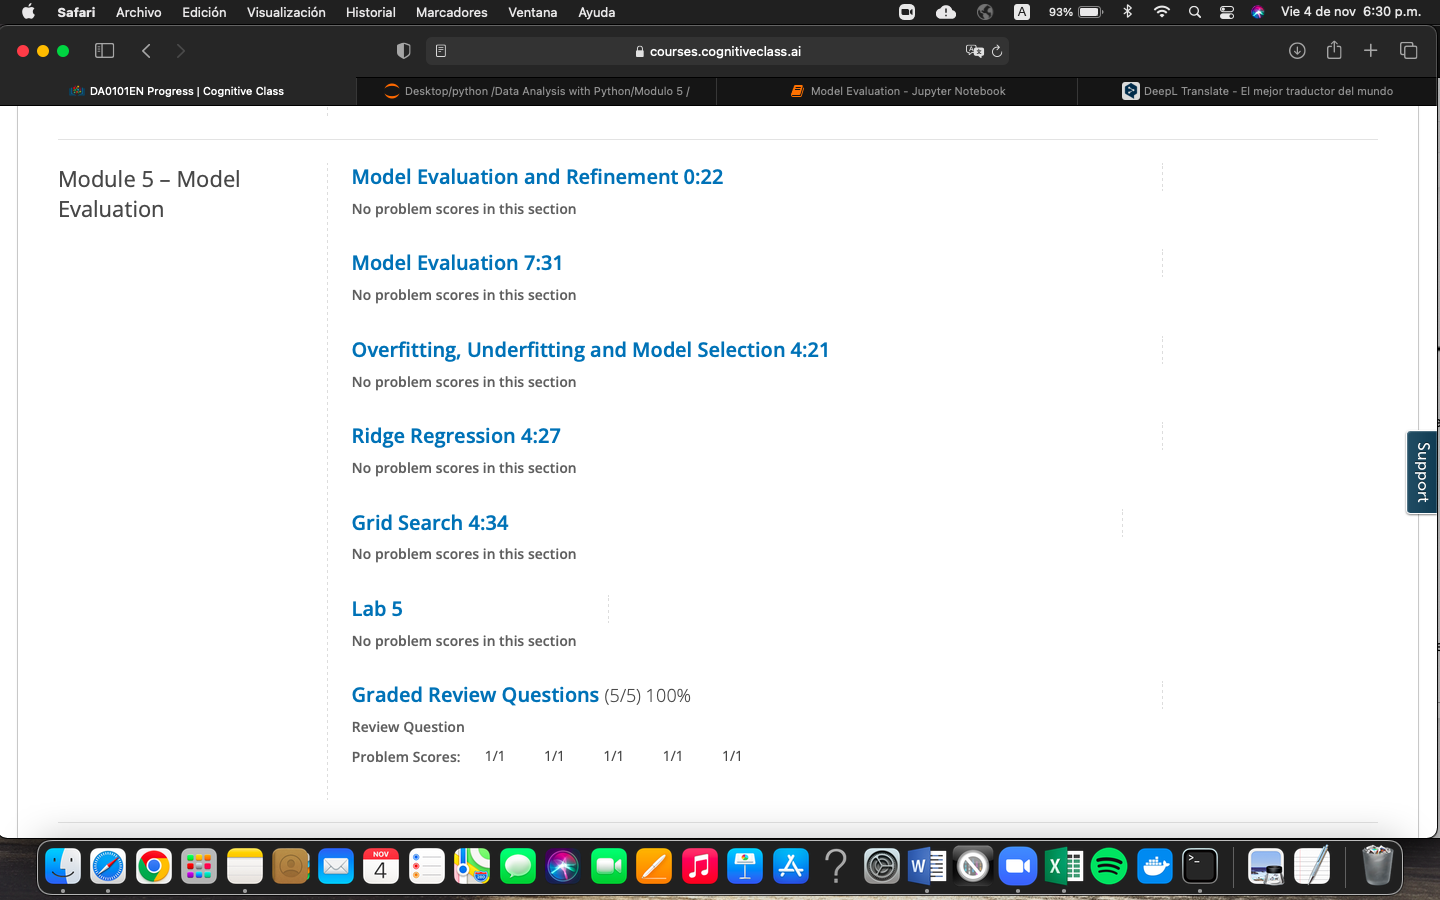 Safari Archivo Edición Visualización Historial Marcadores Ventana Ayuda A 93% Vie 4 de nov 6:30 p.m.
courses.cognitiveclass.ai
DA0101EN Progress | Cognitive Class
Desktop/python /Data Analysis with Python/Modulo 5 /
Model Evaluation - Jupyter Notebook
DeepL Translate - El mejor traductor del mundo
Module 5 – Model
Evaluation
Model Evaluation and Refinement 0:22
No problem scores in this section
Model Evaluation 7:31
No problem scores in this section
Overfitting, Underfitting and Model Selection 4:21
No problem scores in this section
Ridge Regression 4:27
No problem scores in this section
Grid Search 4:34
No problem scores in this section
Lab 5
No problem scores in this section
Graded Review Questions (5/5) 100%
Review Question
Problem Scores: 1/1 1/1 1/1 1/1 1/1
Support
NOV
4
W
X